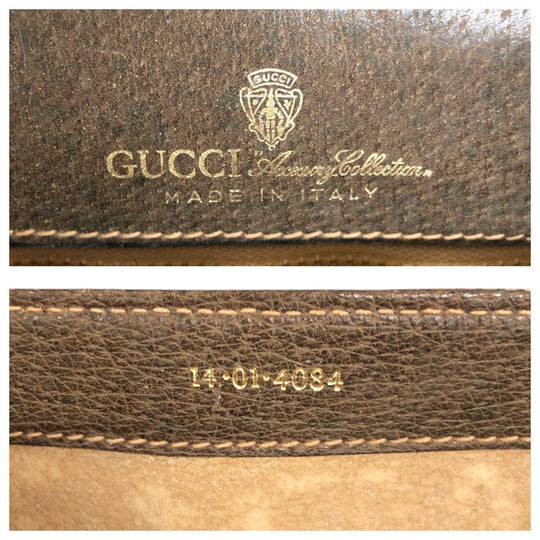 GUCCI
GUCCI Accessory Collection
MADE IN ITALY
14·01·4084